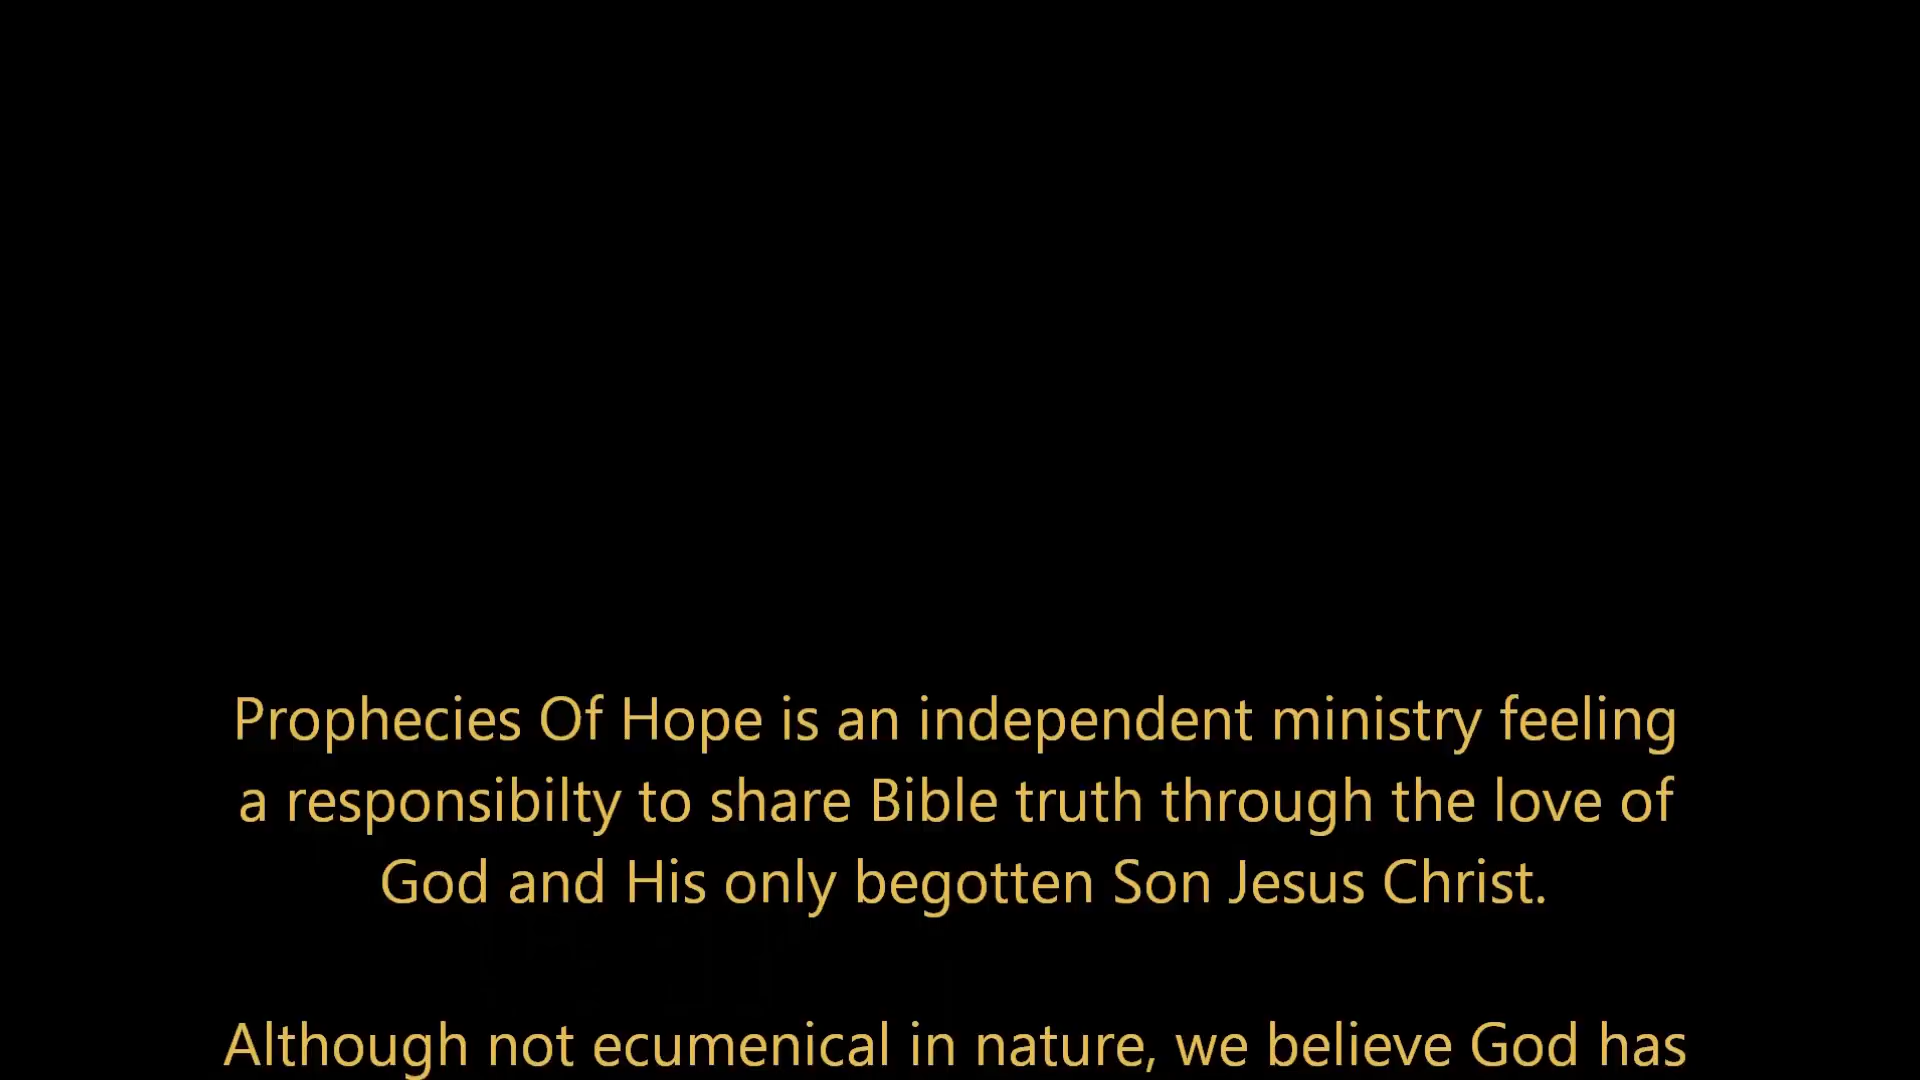 Prophecies Of Hope is an independent ministry feeling
a responsibilty to share Bible truth through the love of
God and His only begotten Son Jesus Christ.
Although not ecumenical in nature, we believe God has